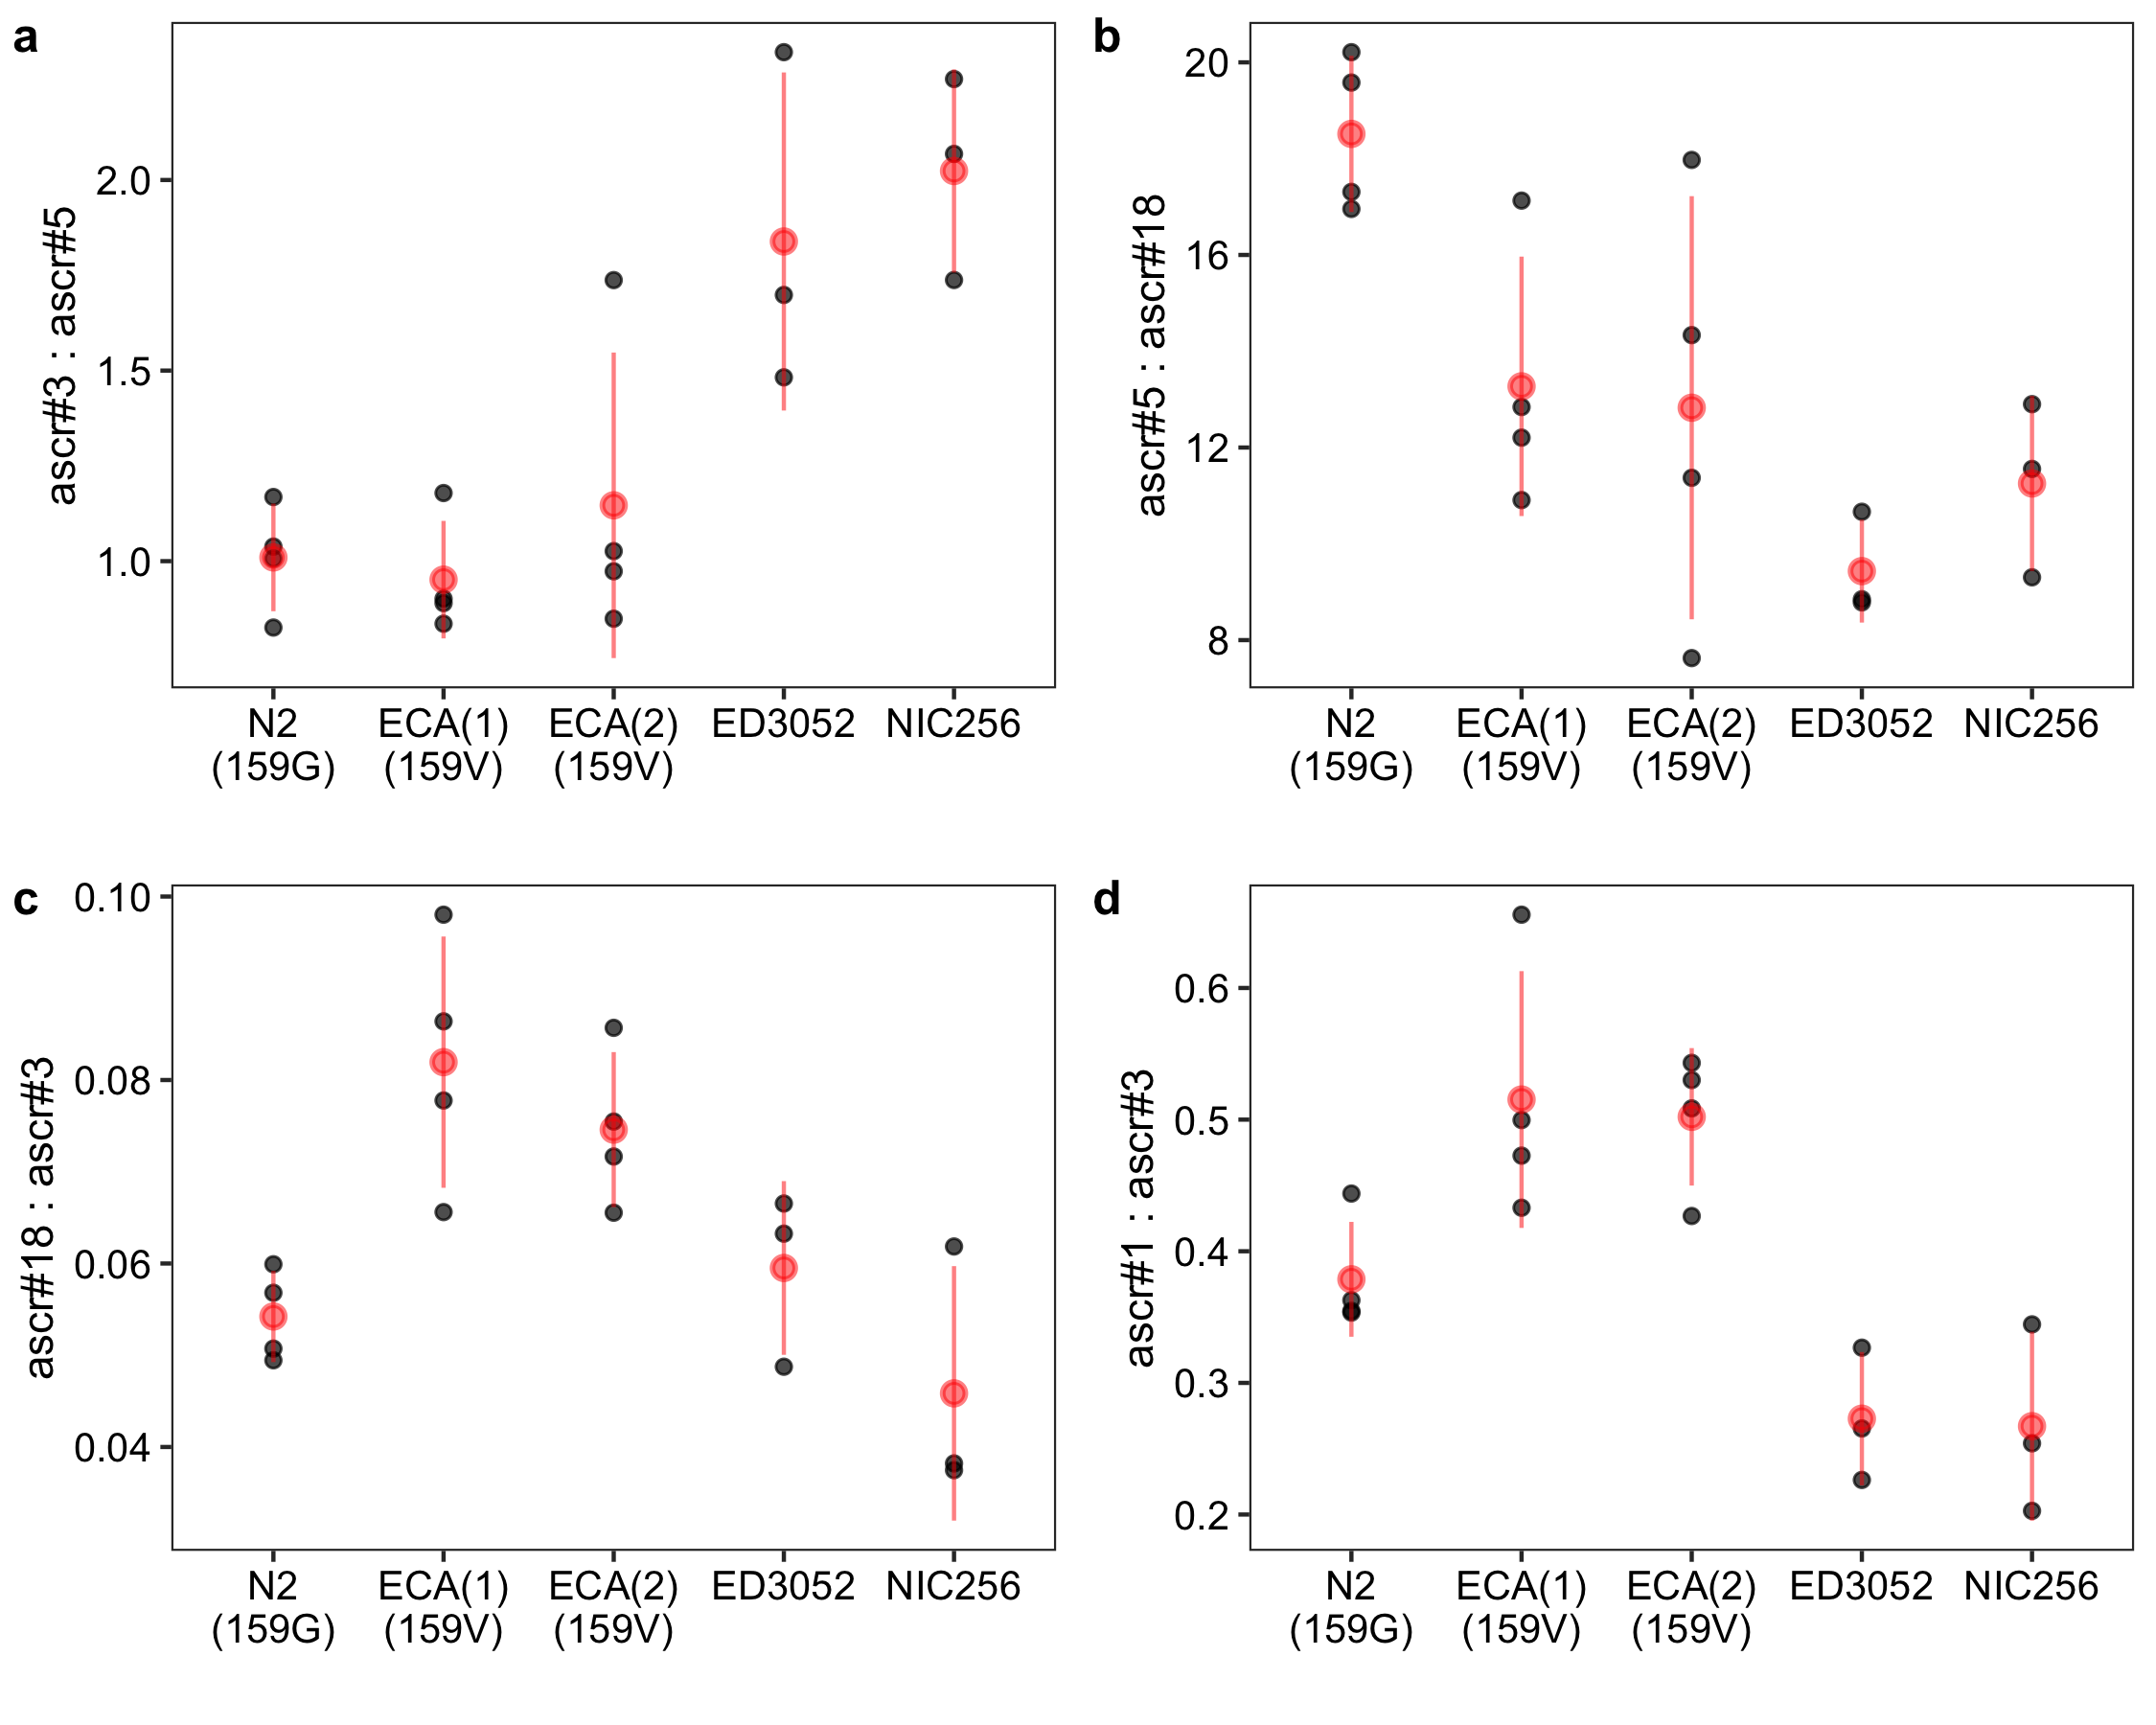 a
ascr#3 : ascr#5
2.0
1.5
1.0
N2 ECA(1) ECA(2) ED3052 NIC256
(159G) (159V) (159V)
b
ascr#5 : ascr#18
20
16
12
8
N2 ECA(1) ECA(2) ED3052 NIC256
(159G) (159V) (159V)
c
ascr#18 : ascr#3
0.10
0.08
0.06
0.04
N2 ECA(1) ECA(2) ED3052 NIC256
(159G) (159V) (159V)
d
ascr#1 : ascr#3
0.6
0.5
0.4
0.3
0.2
N2 ECA(1) ECA(2) ED3052 NIC256
(159G) (159V) (159V)